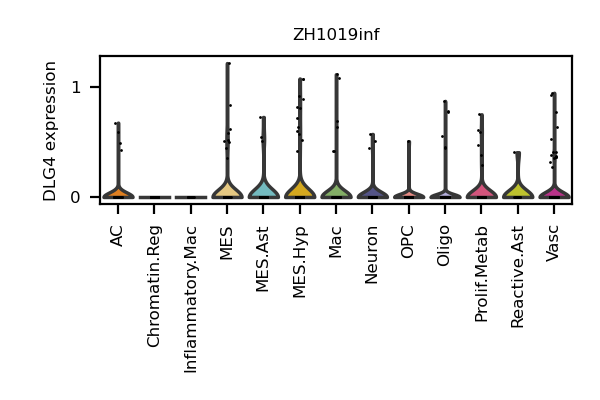 ZH1019inf
DLG4 expression
1
0
AC
Chromatin.Reg
Inflammatory.Mac
MES
MES.Ast
MES.Hyp
Mac
Neuron
OPC
Oligo
Prolif.Metab
Reactive.Ast
Vasc